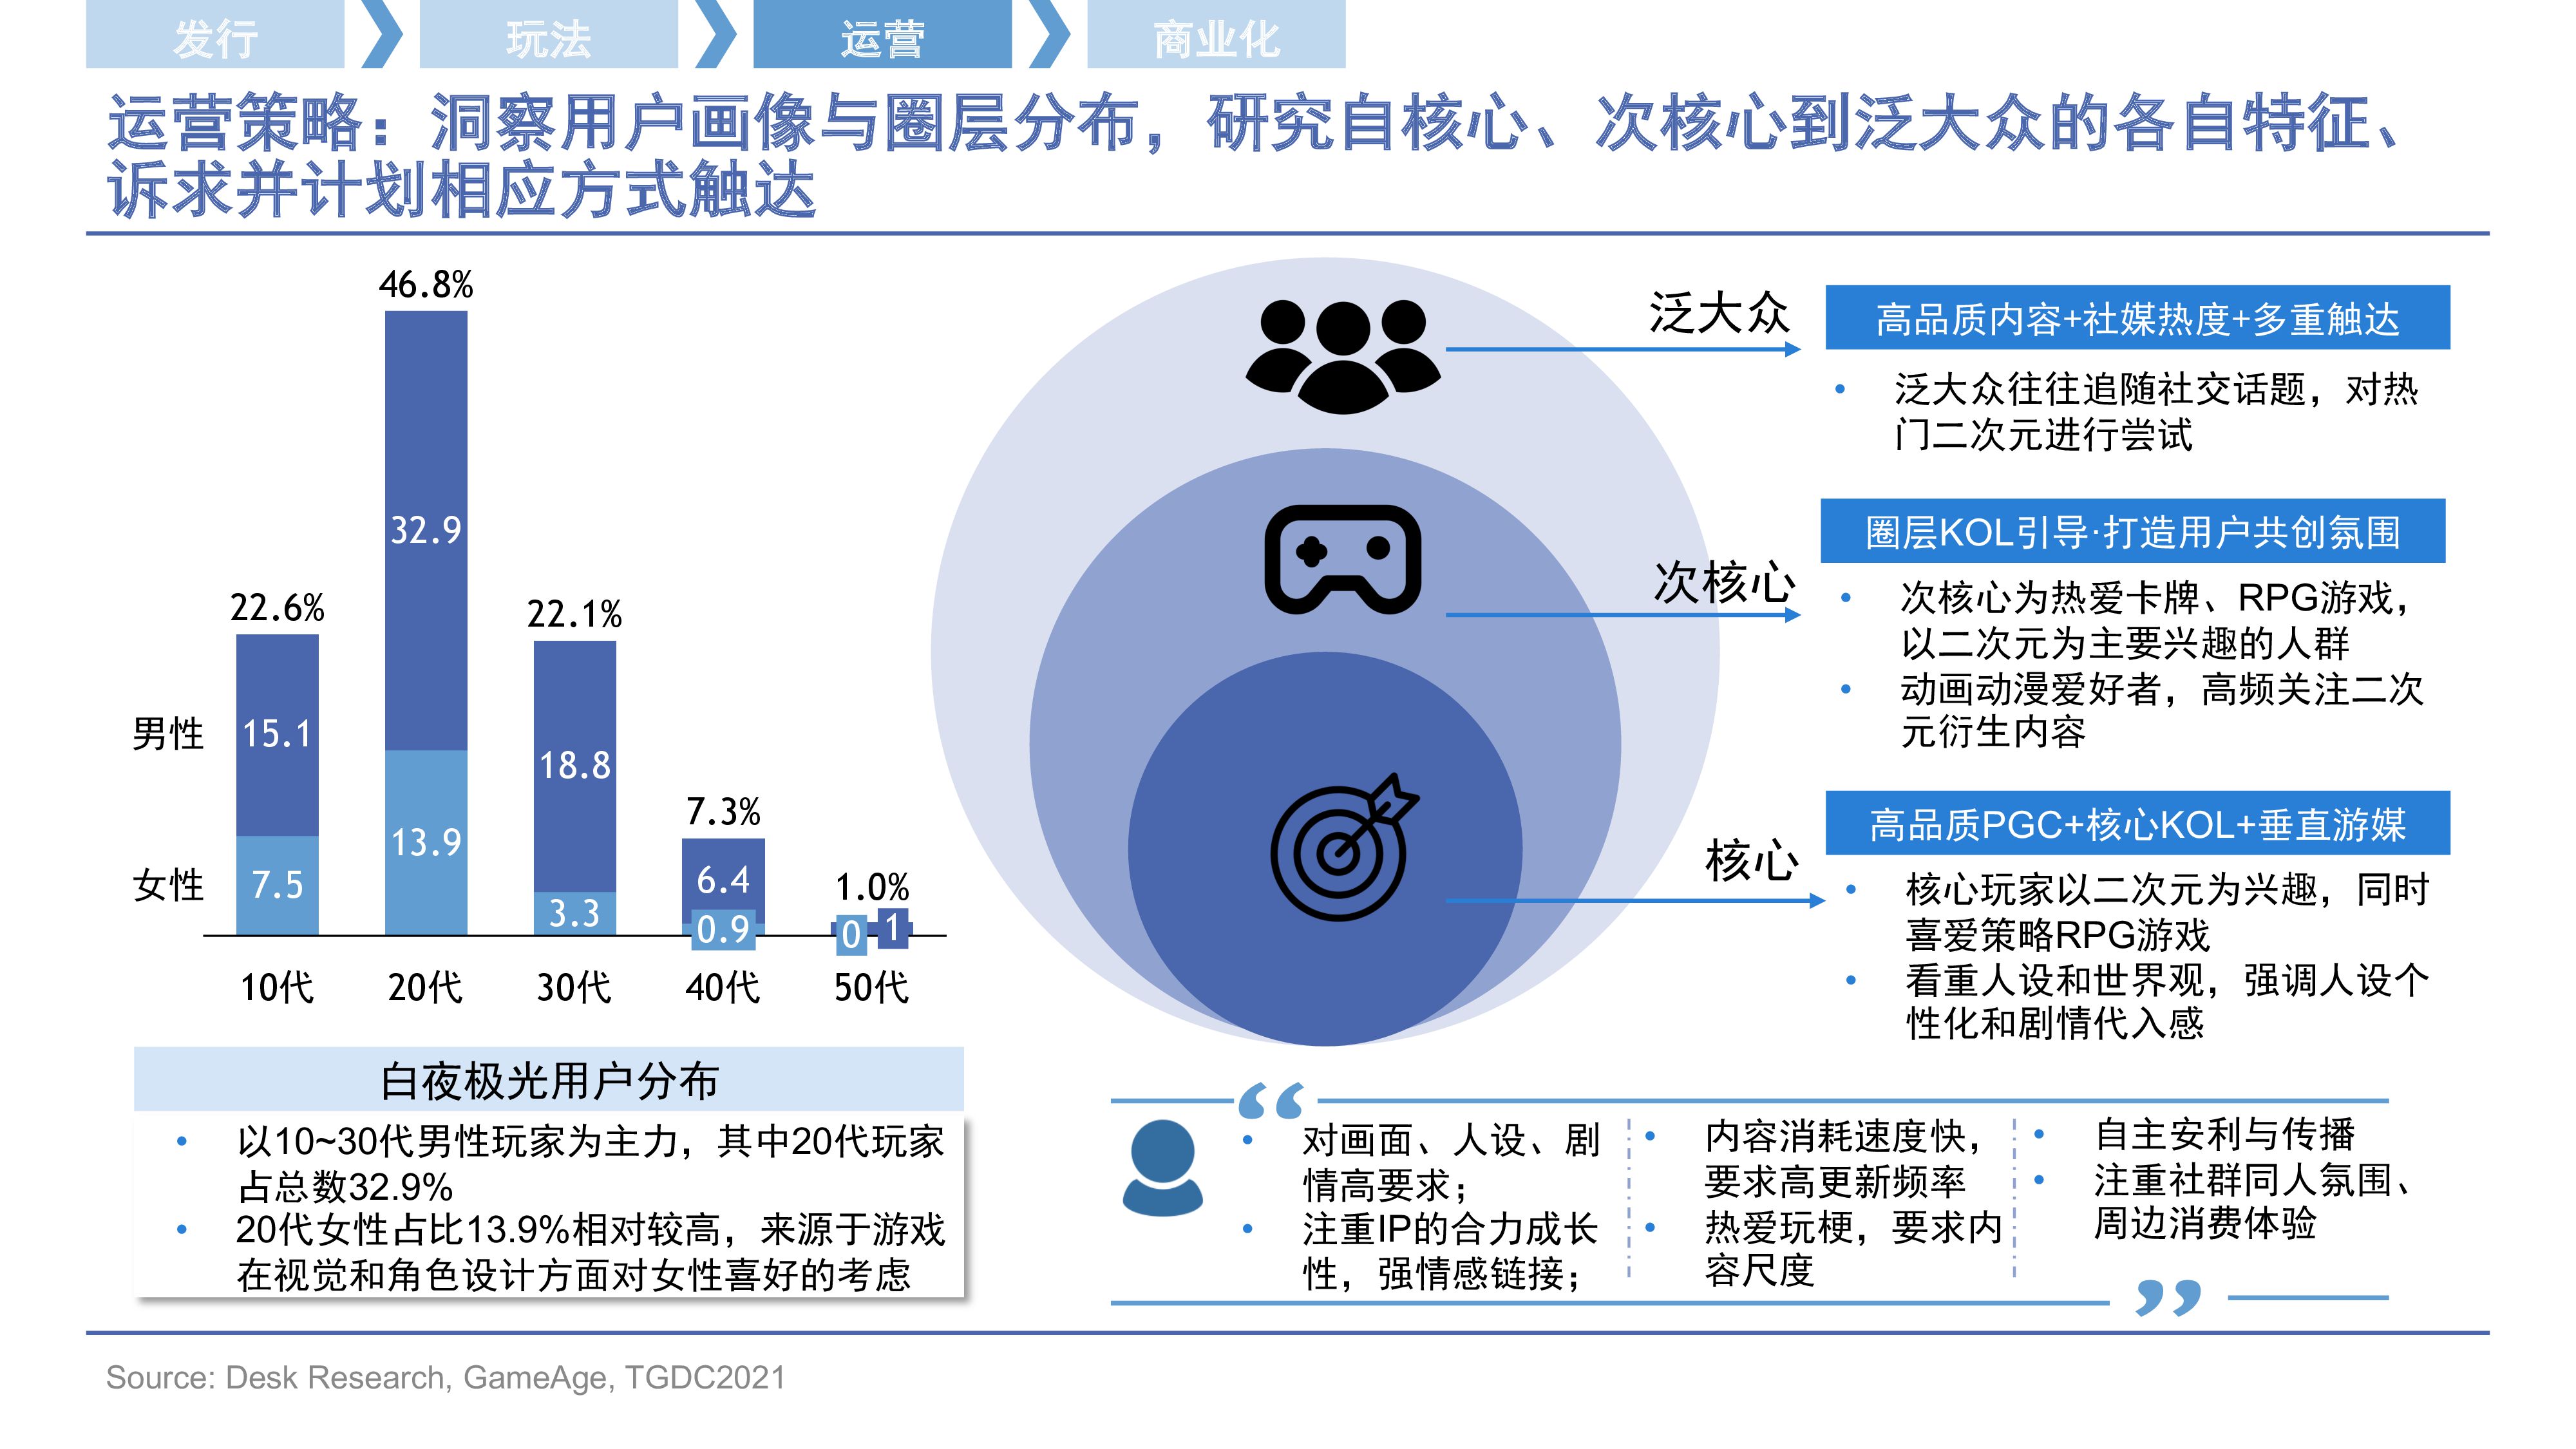 发行
玩法
运营
商业化
运营策略：洞察用户画像与圈层分布，研究自核心、次核心到泛大众的各自特征、
诉求并计划相应方式触达
46.8%
32.9
22.6%
22.1%
15.1
18.8
13.9
7.3%
6.4
1.0%
男性
女性
7.5
3.3
0.9
0
1
10代
20代
30代
40代
50代
白夜极光用户分布
• 以10~30代男性玩家为主力，其中20代玩家
占总数32.9%
• 20代女性占比13.9%相对较高，来源于游戏
在视觉和角色设计方面对女性喜好的考虑
泛大众
高品质内容+社媒热度+多重触达
• 泛大众往往追随社交话题，对热
门二次元进行尝试
次核心
圈层KOL引导·打造用户共创氛围
• 次核心为热爱卡牌、RPG游戏，
以二次元为主要兴趣的人群
• 动画动漫爱好者，高频关注二次
元衍生内容
核心
高品质PGC+核心KOL+垂直游媒
• 核心玩家以二次元为兴趣，同时
喜爱策略RPG游戏
• 看重人设和世界观，强调人设个
性化和剧情代入感
“
• 对画面、人设、剧
情高要求；
• 注重IP的合力成长
性，强情感链接；
• 内容消耗速度快，
要求高更新频率
• 热爱玩梗，要求内
容尺度
• 自主安利与传播
• 注重社群同人氛围、
周边消费体验
”
Source: Desk Research, GameAge, TGDC2021